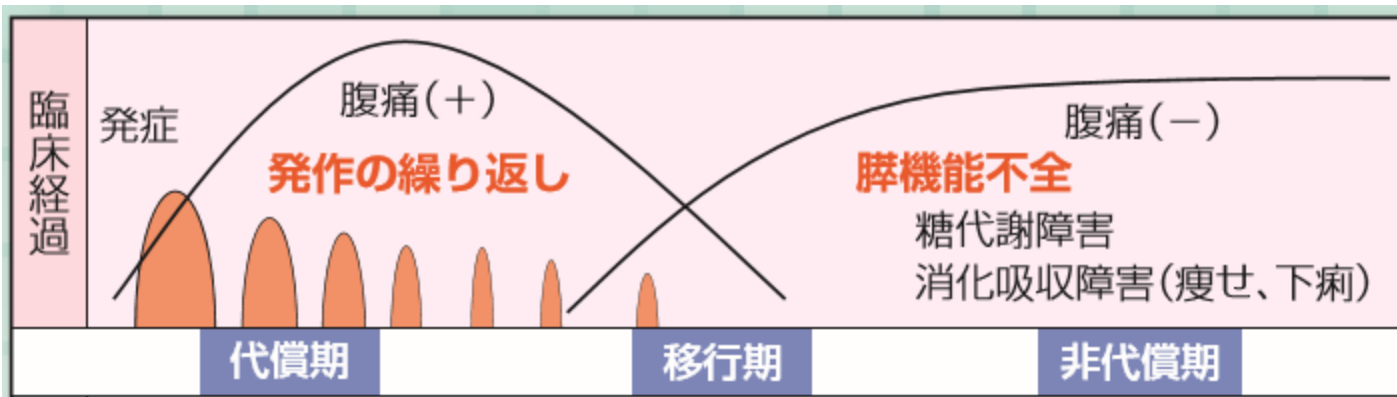 臨床経過
発症
腹痛(＋)
発作の繰り返し
腹痛(－)
膵機能不全
糖代謝障害
消化吸収障害(痩せ、下痢)
代償期
移行期
非代償期